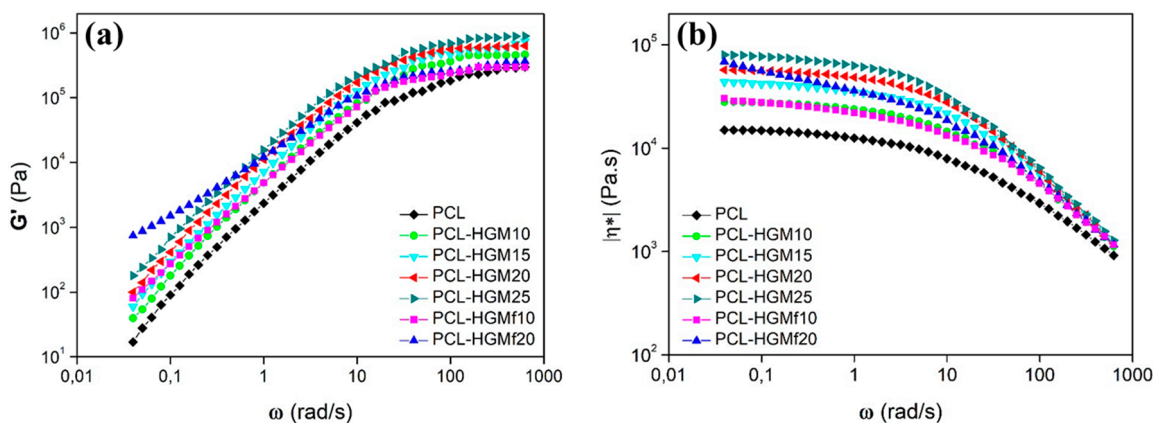 (a)
G' (Pa)
10^6
10^5
10^4
10^3
10^2
10^1
PCL
PCL-HGM10
PCL-HGM15
PCL-HGM20
PCL-HGM25
PCL-HGMf10
PCL-HGMf20
0,01 0,1 1 10 100 1000
ω (rad/s)
(b)
|η*| (Pa.s)
10^5
10^4
10^3
10^2
PCL
PCL-HGM10
PCL-HGM15
PCL-HGM20
PCL-HGM25
PCL-HGMf10
PCL-HGMf20
0,01 0,1 1 10 100 1000
ω (rad/s)